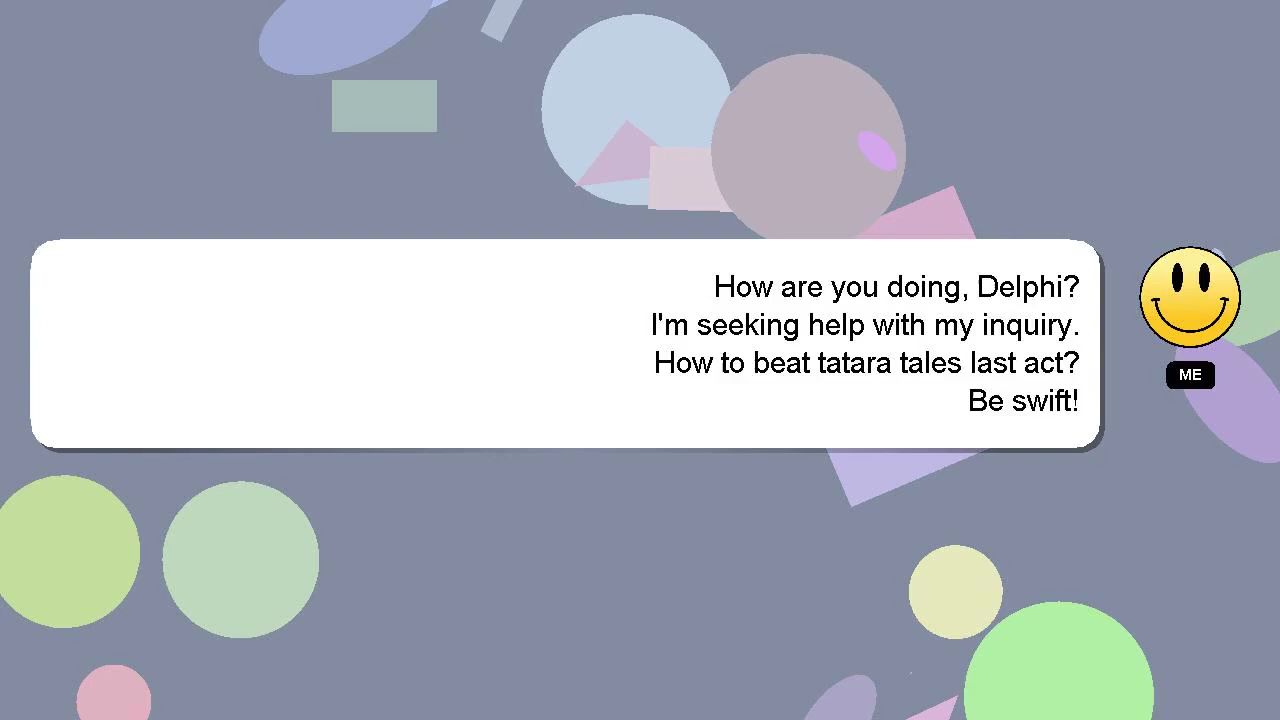 How are you doing, Delphi?
I'm seeking help with my inquiry.
How to beat tatara tales last act?
Be swift!
ME